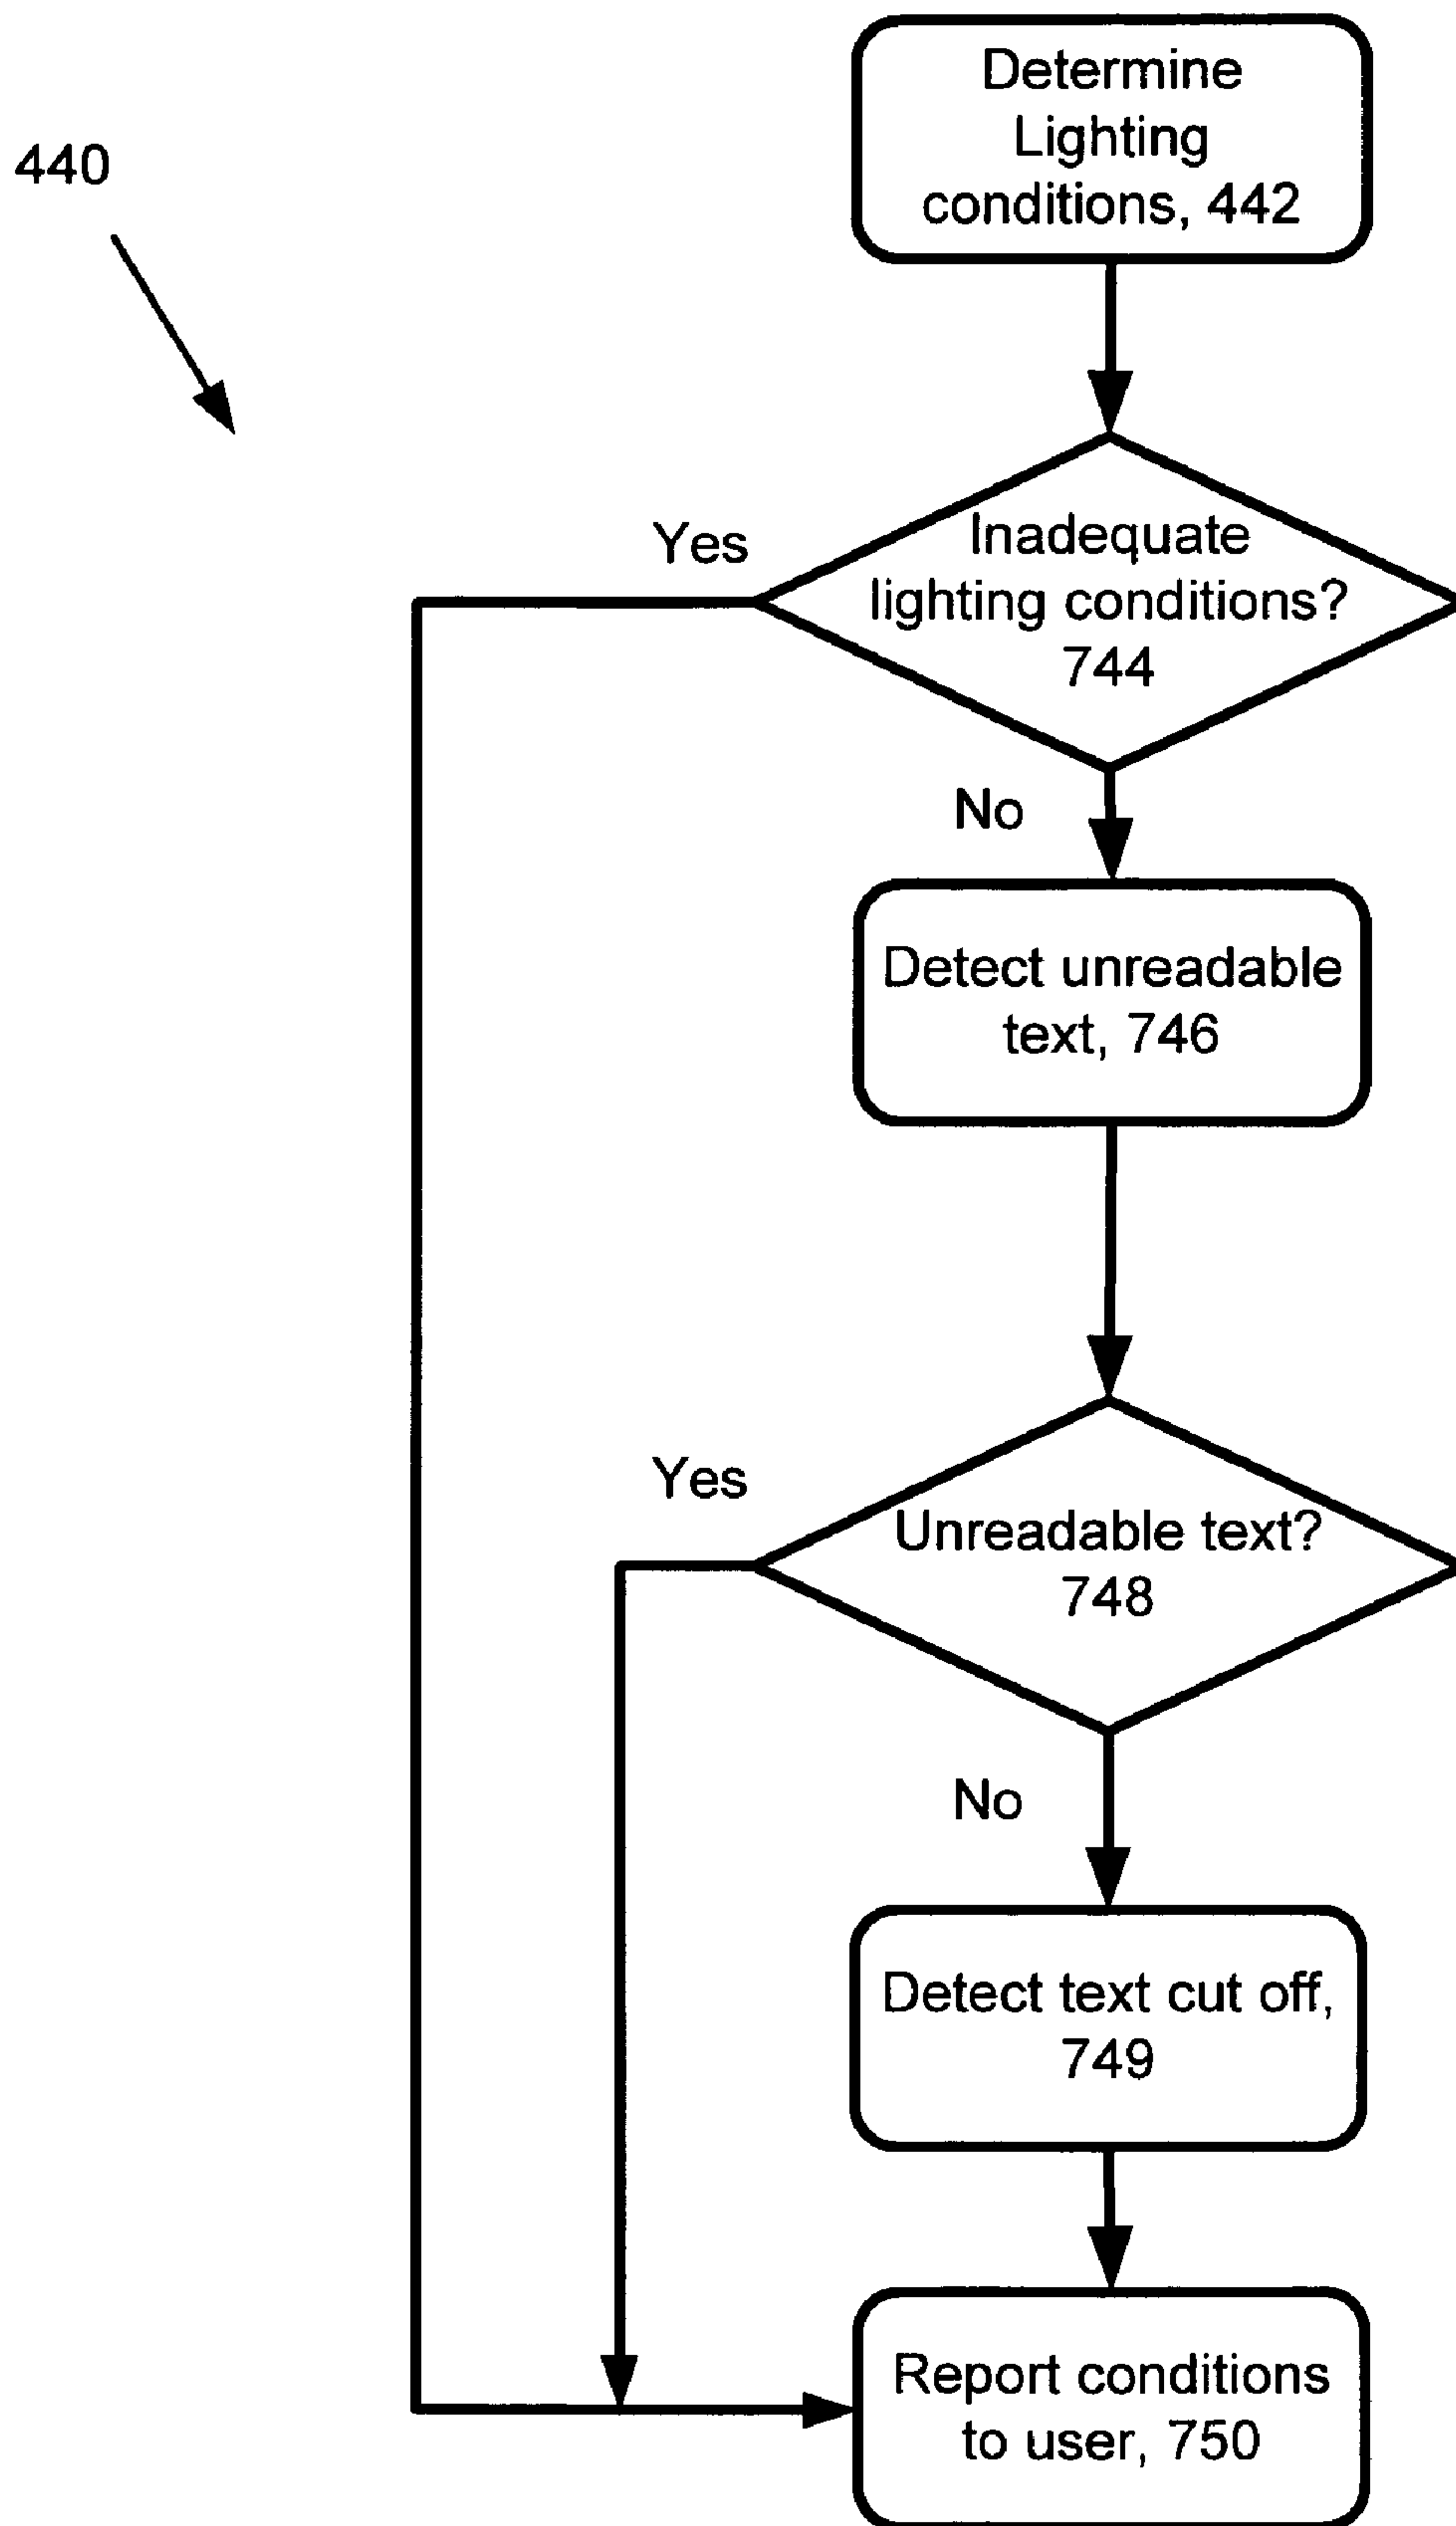 Determine
Lighting
conditions, 442
440
Yes
Inadequate
lighting conditions?
744
No
Detect unreadable
text, 746
Yes
Unreadable text?
748
No
Detect text cut off,
749
Report conditions
to user, 750